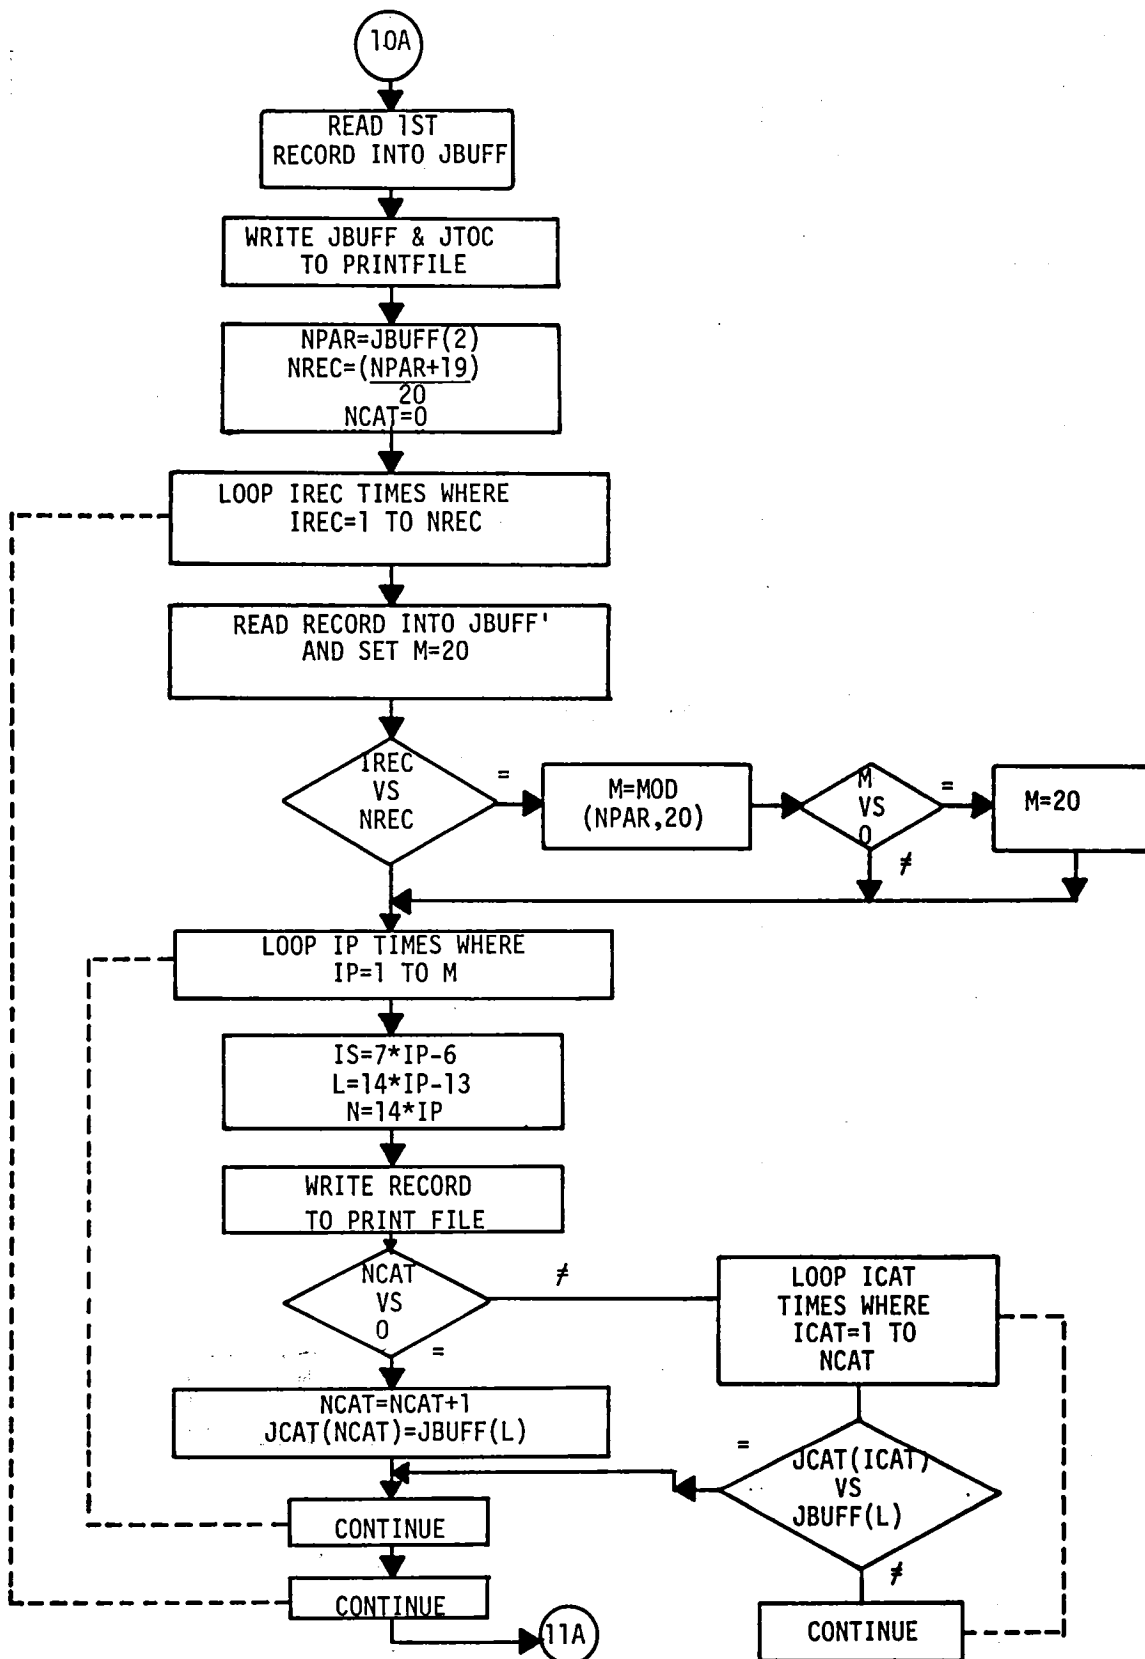 10A
READ 1ST
RECORD INTO JBUFF
WRITE JBUFF & JTOC
TO PRINTFILE
NPAR=JBUFF(2)
NREC=(NPAR+19)
20
NCAT=0
LOOP IREC TIMES WHERE
IREC=1 TO NREC
READ RECORD INTO JBUFF'
AND SET M=20
IREC
VS
NREC
=
M=MOD
(NPAR,20)
M
VS
0
=
≠
M=20
LOOP IP TIMES WHERE
IP=1 TO M
IS=7*IP-6
L=14*IP-13
N=14*IP
WRITE RECORD
TO PRINT FILE
NCAT
VS
0
≠
=
LOOP ICAT
TIMES WHERE
ICAT=1 TO
NCAT
NCAT=NCAT+1
JCAT(NCAT)=JBUFF(L)
=
JCAT(ICAT)
VS
JBUFF(L)
≠
CONTINUE
CONTINUE
CONTINUE
11A